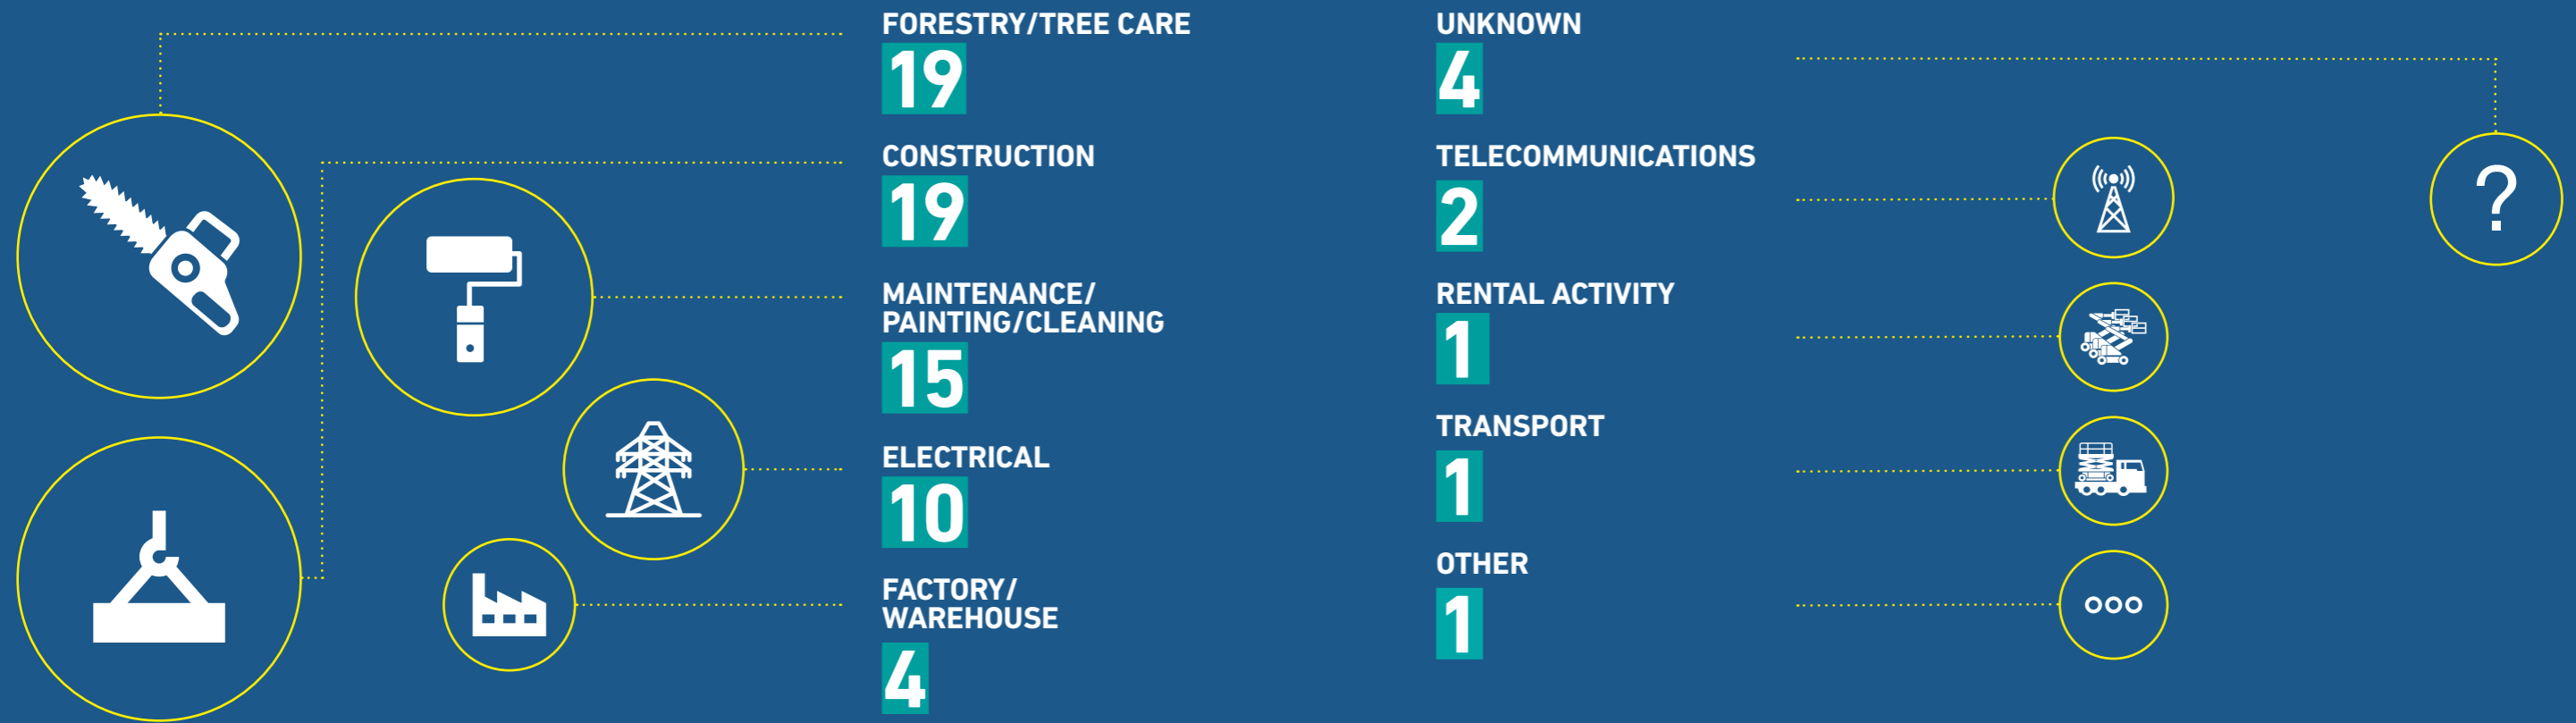 FORESTRY/TREE CARE
19
CONSTRUCTION
19
MAINTENANCE/
PAINTING/CLEANING
15
ELECTRICAL
10
FACTORY/
WAREHOUSE
4
UNKNOWN
4
TELECOMMUNICATIONS
2
RENTAL ACTIVITY
1
TRANSPORT
1
OTHER
1
?